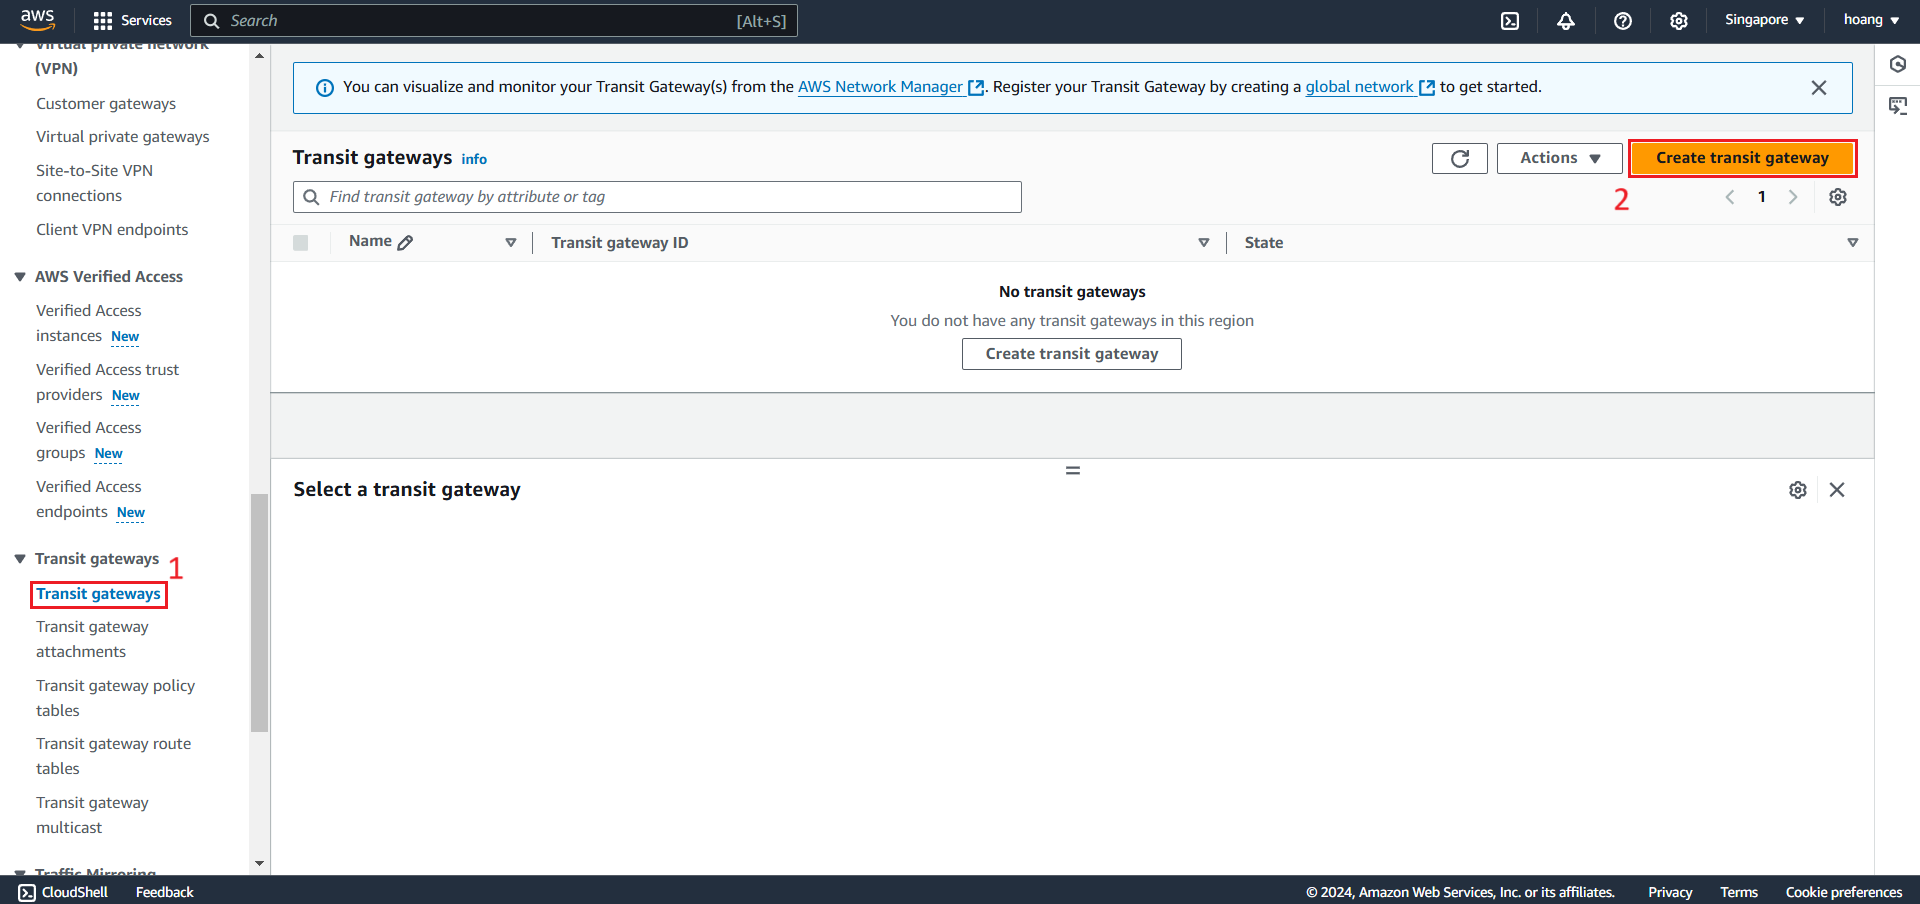 aws
Services
Search
[Alt+S]
Singapore
hoang
Virtual private network
(VPN)
Customer gateways
Virtual private gateways
Site-to-Site VPN
connections
Client VPN endpoints
AWS Verified Access
Verified Access
instances New
Verified Access trust
providers New
Verified Access
groups New
Verified Access
endpoints New
Transit gateways
1
Transit gateways
Transit gateway
attachments
Transit gateway policy
tables
Transit gateway route
tables
Transit gateway
multicast
Traffic Mirroring
You can visualize and monitor your Transit Gateway(s) from the AWS Network Manager. Register your Transit Gateway by creating a global network to get started.
Transit gateways info
Actions
Create transit gateway
Find transit gateway by attribute or tag
2
1
Name
Transit gateway ID
State
No transit gateways
You do not have any transit gateways in this region
Create transit gateway
Select a transit gateway
CloudShell
Feedback
© 2024, Amazon Web Services, Inc. or its affiliates.
Privacy
Terms
Cookie preferences